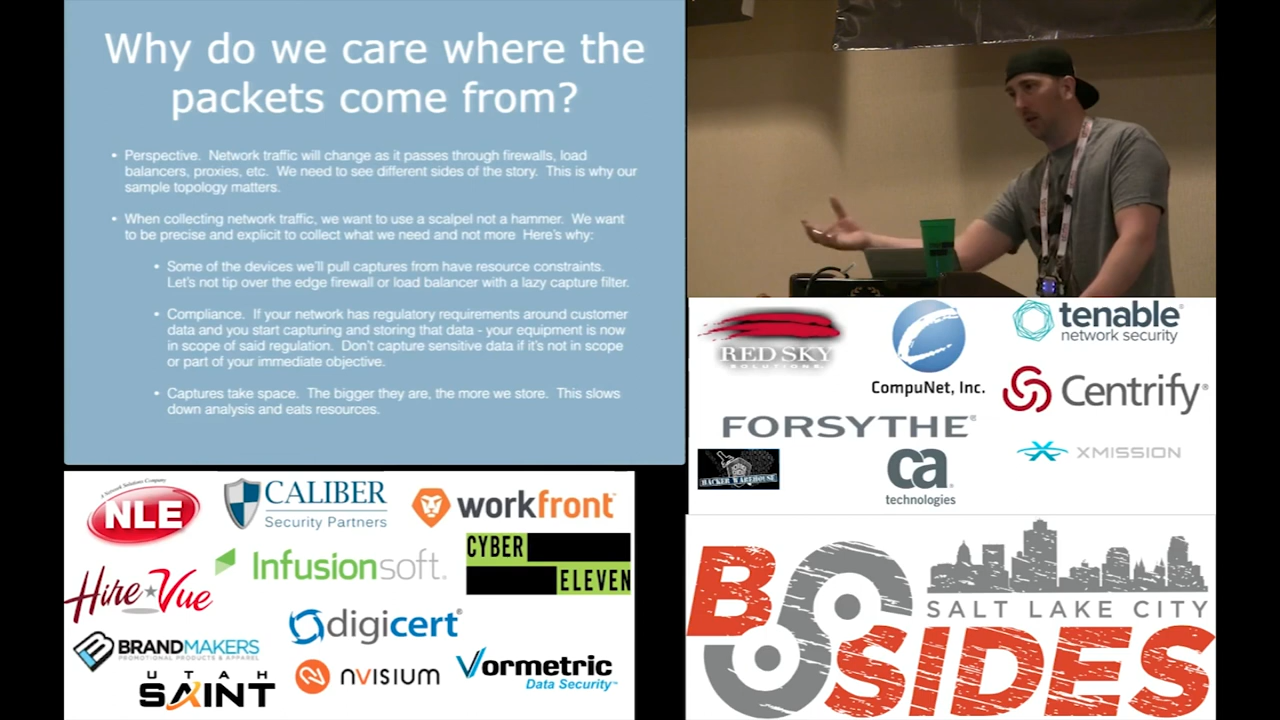 Why do we care where the
packets come from?
• Perspective. Network traffic will change as it passes through firewalls, load
balancers, proxies, etc. We need to see different sides of the story. This is why our
sample topology matters.
• When collecting network traffic, we want to use a scalpel not a hammer. We want
to be precise and explicit to collect what we need and not more Here's why:
• Some of the devices we'll pull captures from have resource constraints.
Let's not tip over the edge firewall or load balancer with a lazy capture filter.
• Compliance. If your network has regulatory requirements around customer
data and you start capturing and storing that data - your equipment is now
in scope of said regulation. Don't capture sensitive data if it's not in scope
or part of your immediate objective.
• Captures take space. The bigger they are, the more we store. This slows
down analysis and eats resources.
RED SKY
SOLUTIONS
CompuNet, Inc.
tenable®
network security
Centrify®
FORSYTHE®
XMISSION
HACKER WAREHOUSE
ca®
technologies
A Network Solutions Company
NLE
CALIBER
Security Partners
workfront™
Infusionsoft.
CYBER
ELEVEN
Hire Vue
digicert®
BRANDMAKERS
PROMOTIONAL PRODUCTS & APPAREL
UTAH
SAINT
NVISIUM
Vormetric
Data Security™
SALT LAKE CITY
BSIDES